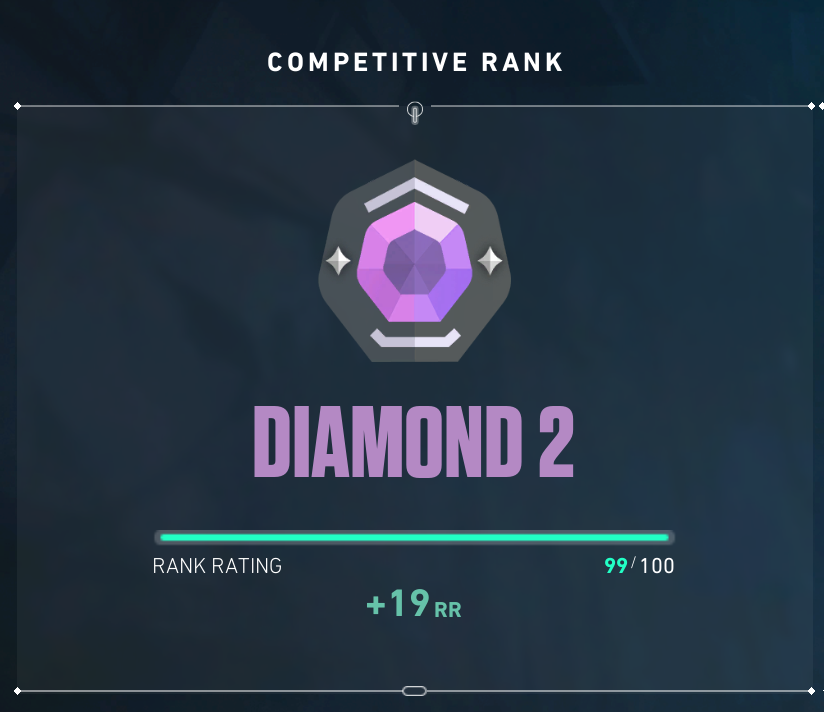 COMPETITIVE RANK
DIAMOND 2
RANK RATING 99/100
+19 RR